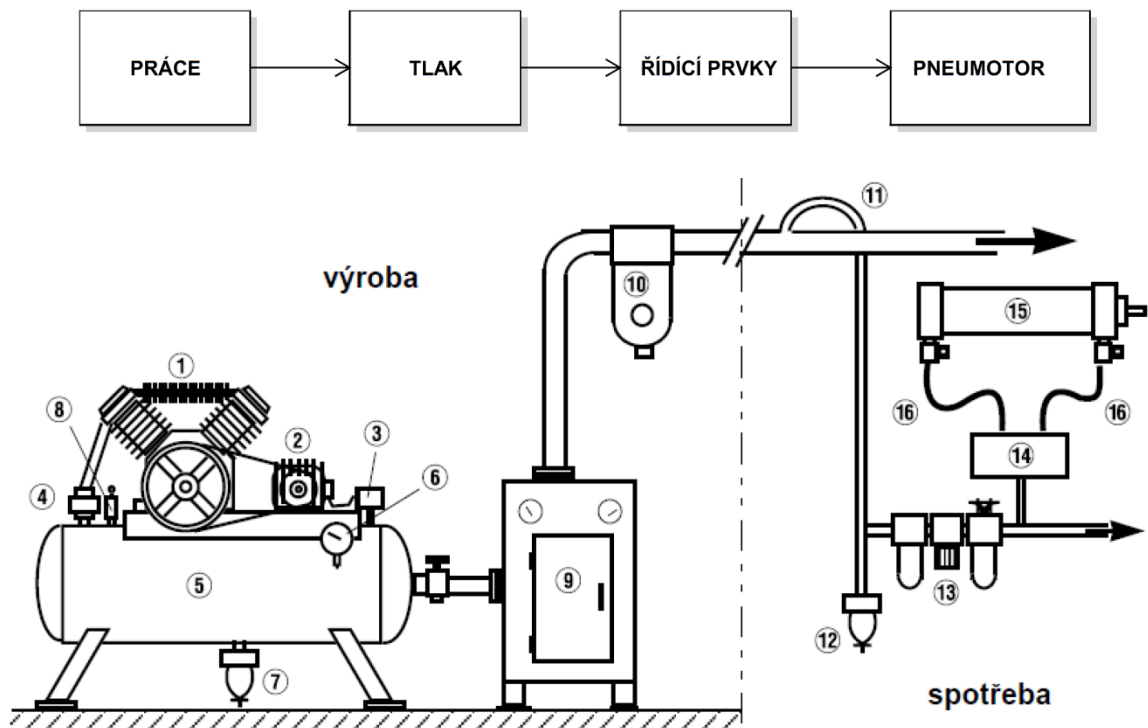 PRÁCE
TLAK
ŘÍDÍCÍ PRVKY
PNEUMOTOR
výroba
11
10
15
1
8
16
16
2
3
14
6
4
5
9
13
12
7
spotřeba